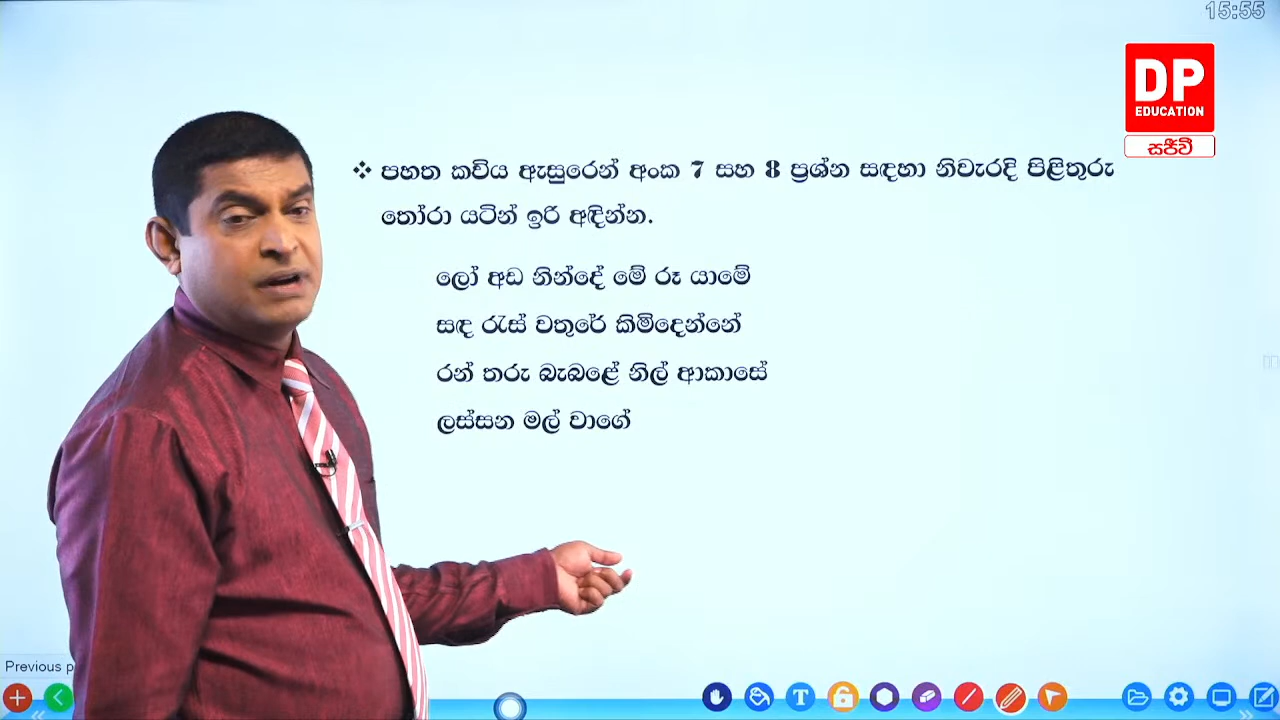 15:55
DP
EDUCATION
සජීවී
❖ පහත කවිය ඇසුරෙන් අංක 7 සහ 8 ප්‍රශ්න සඳහා නිවැරදි පිළිතුරු
තෝරා යටින් ඉරි අඳින්න.
ලෝ අඩ නින්දේ මේ රෑ යාමේ
සඳ රැස් වතුරේ කිමිදෙන්නේ
රන් තරු බැබළේ නිල් ආකාසේ
ලස්සන මල් වාගේ
Previous p